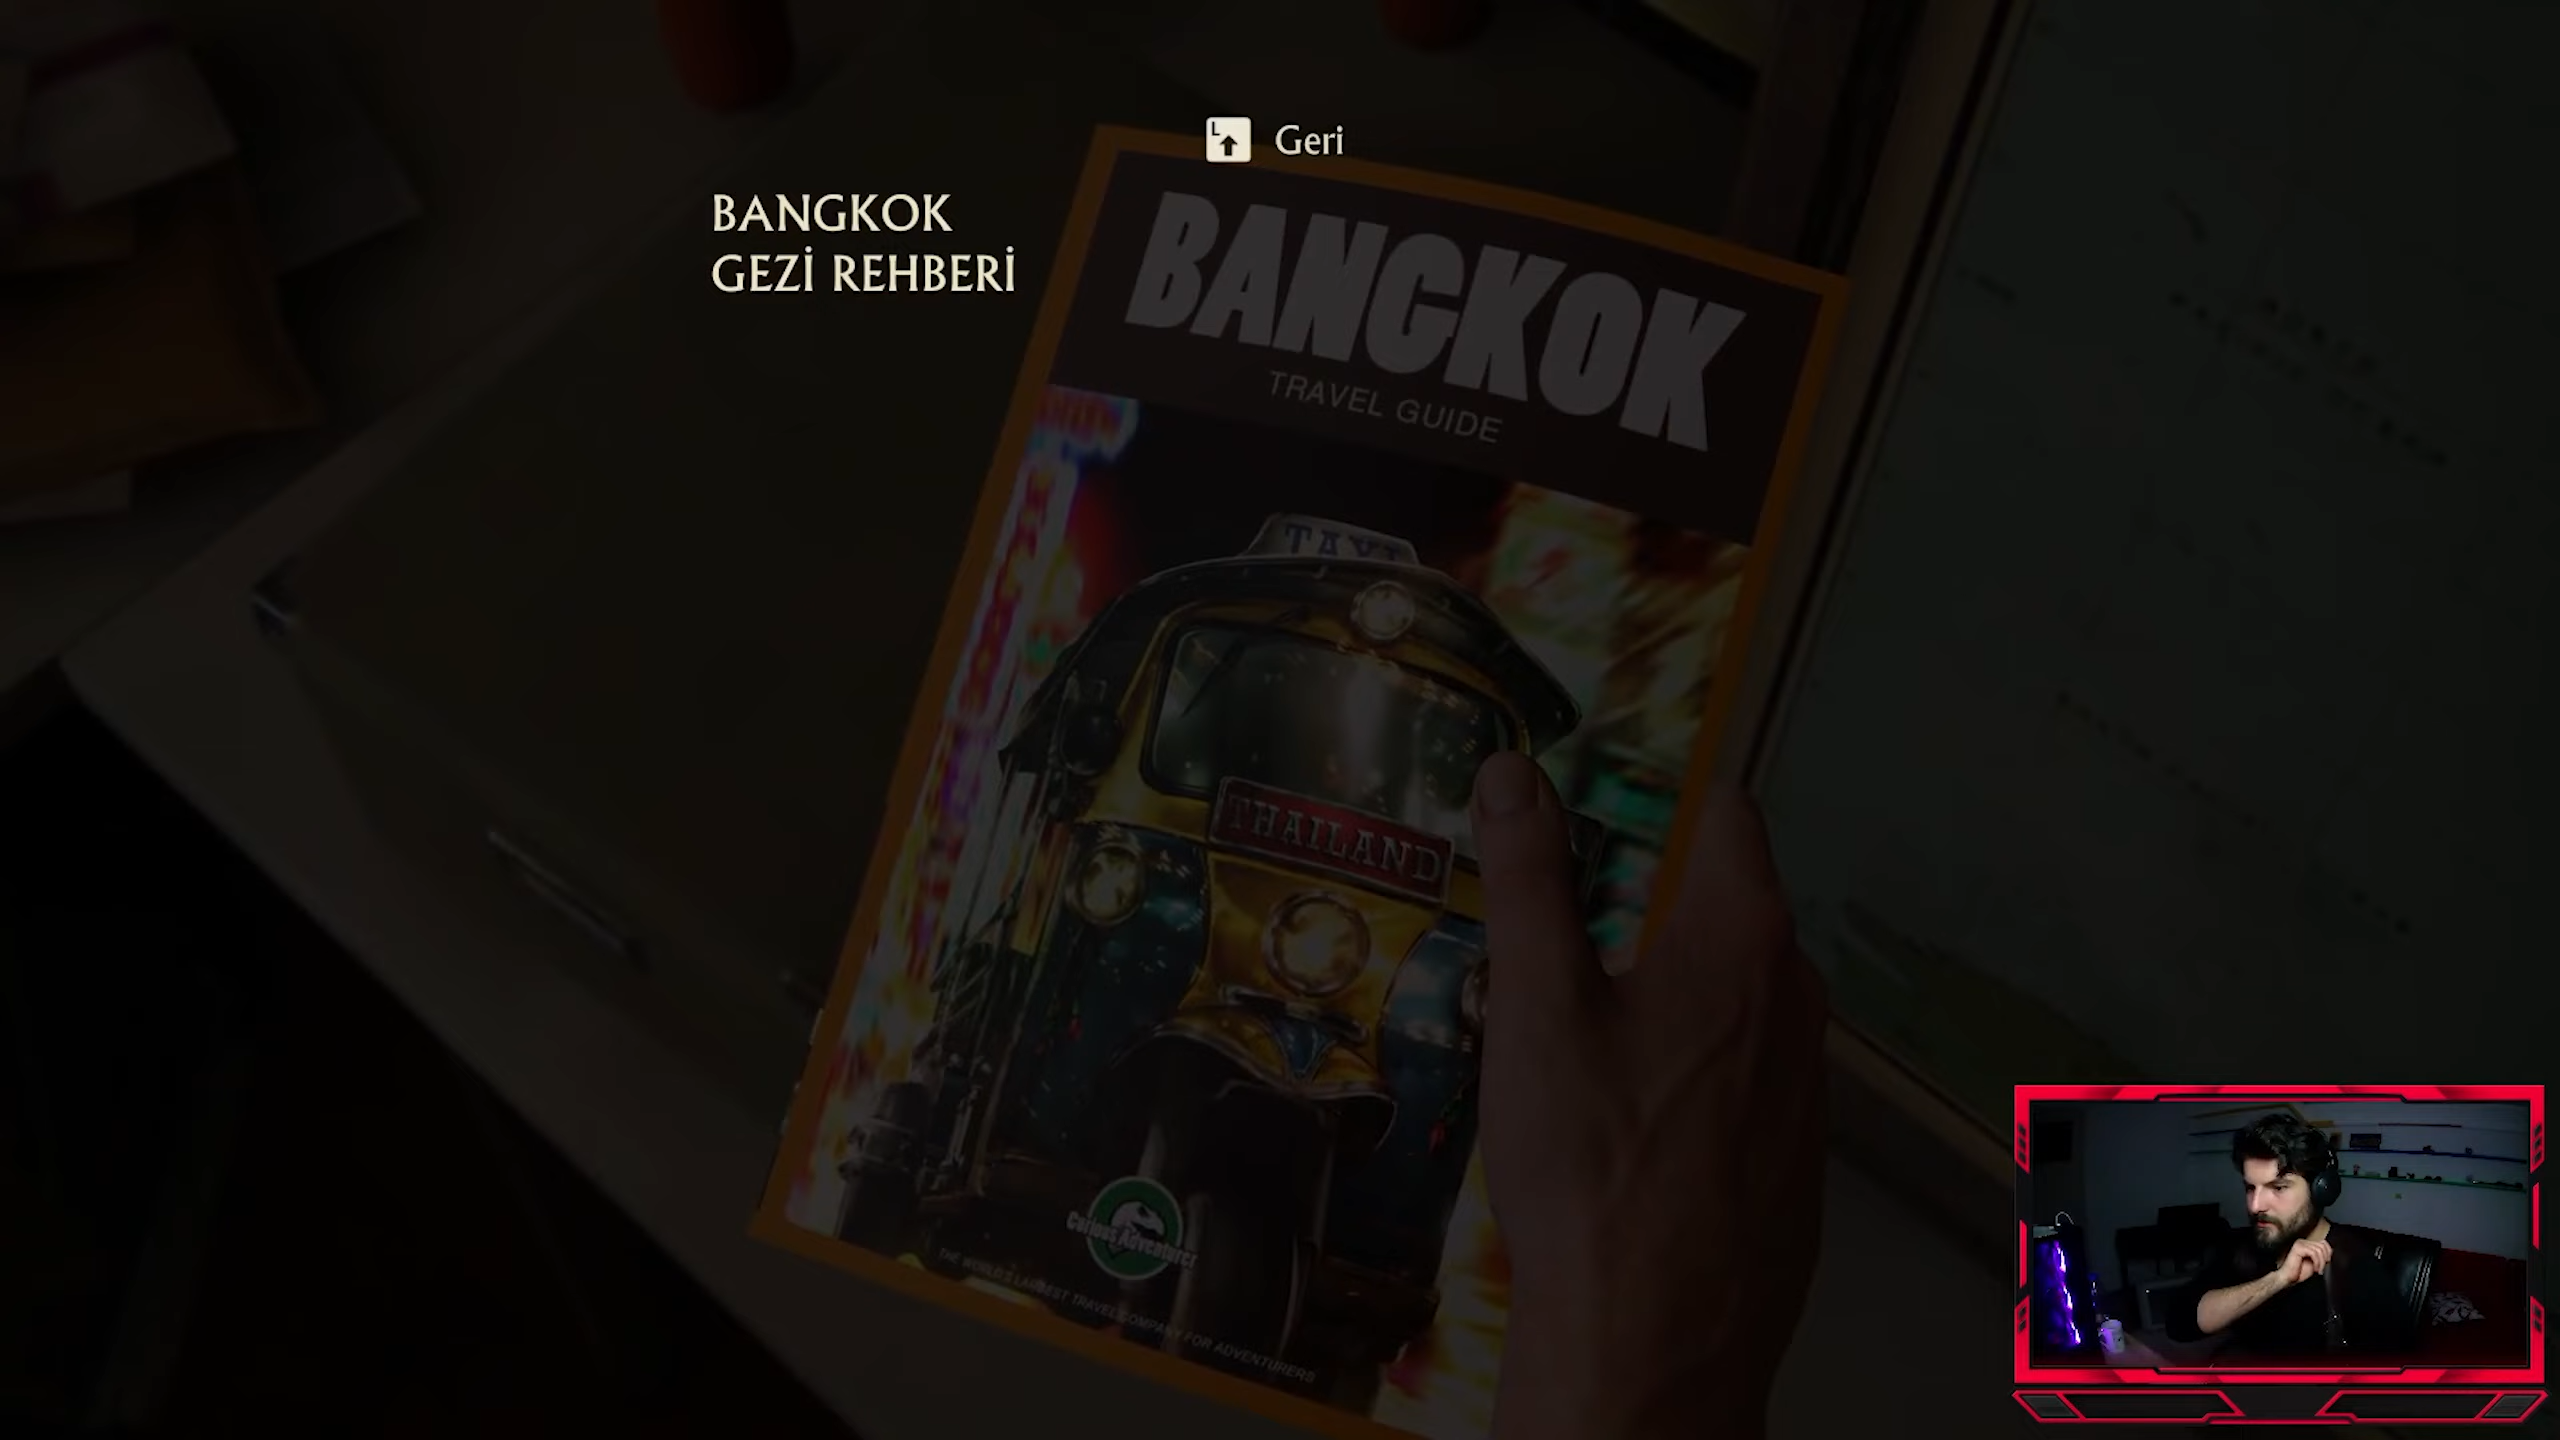 Geri
BANGKOK
GEZİ REHBERİ
BANGKOK
TRAVEL GUIDE
TAXI
THAILAND
Curious Adventurer
THE WORLD'S LARGEST TRAVEL COMPANY FOR ADVENTURERS